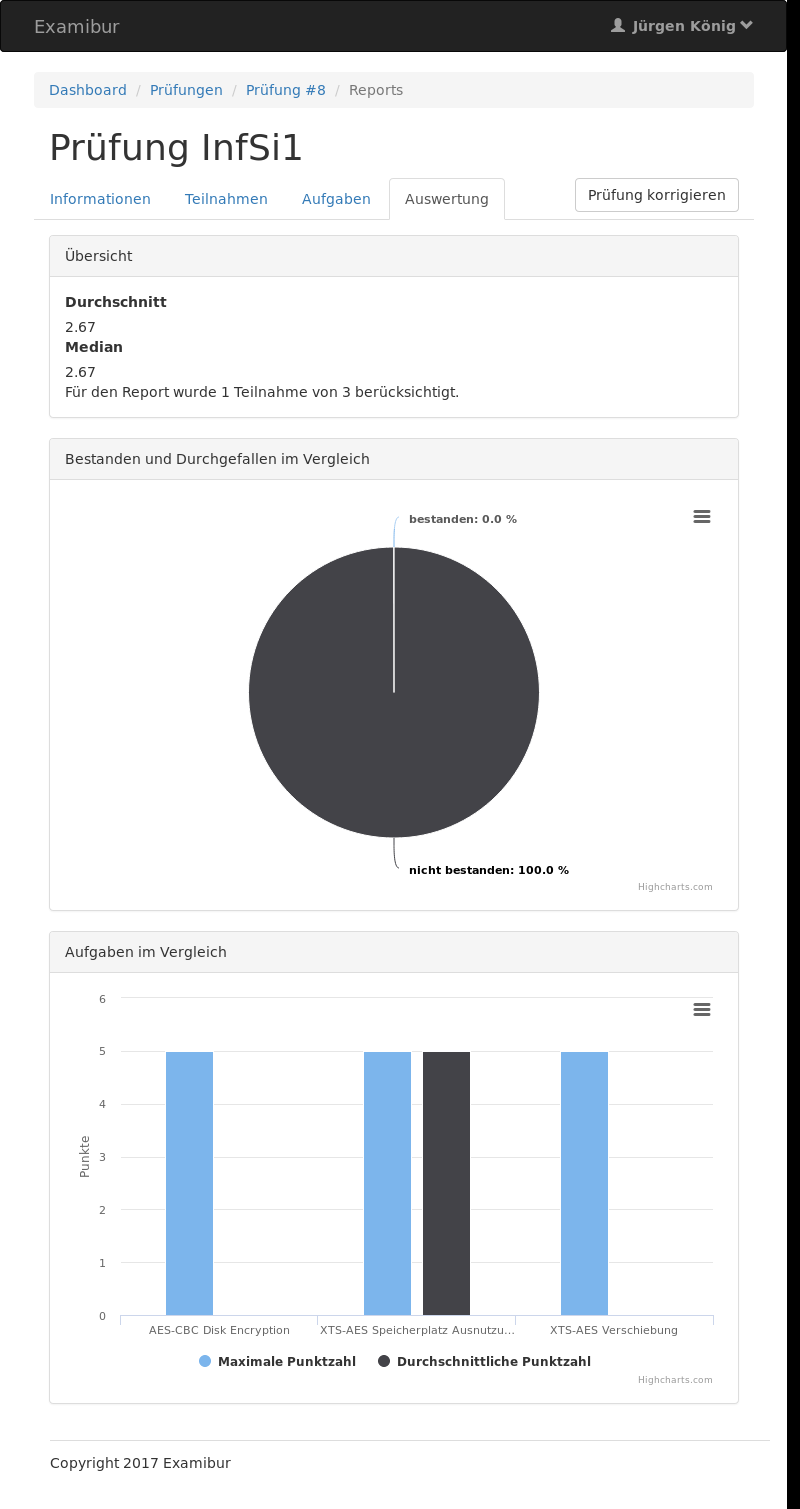 Examibur
Jürgen König
Dashboard / Prüfungen / Prüfung #8 / Reports
Prüfung InfSi1
Informationen
Teilnahmen
Aufgaben
Auswertung
Prüfung korrigieren
Übersicht
Durchschnitt
2.67
Median
2.67
Für den Report wurde 1 Teilnahme von 3 berücksichtigt.
Bestanden und Durchgefallen im Vergleich
bestanden: 0.0 %
nicht bestanden: 100.0 %
Highcharts.com
Aufgaben im Vergleich
6
5
4
3
2
1
0
Punkte
AES-CBC Disk Encryption
XTS-AES Speicherplatz Ausnutzu...
XTS-AES Verschiebung
Maximale Punktzahl
Durchschnittliche Punktzahl
Highcharts.com
Copyright 2017 Examibur